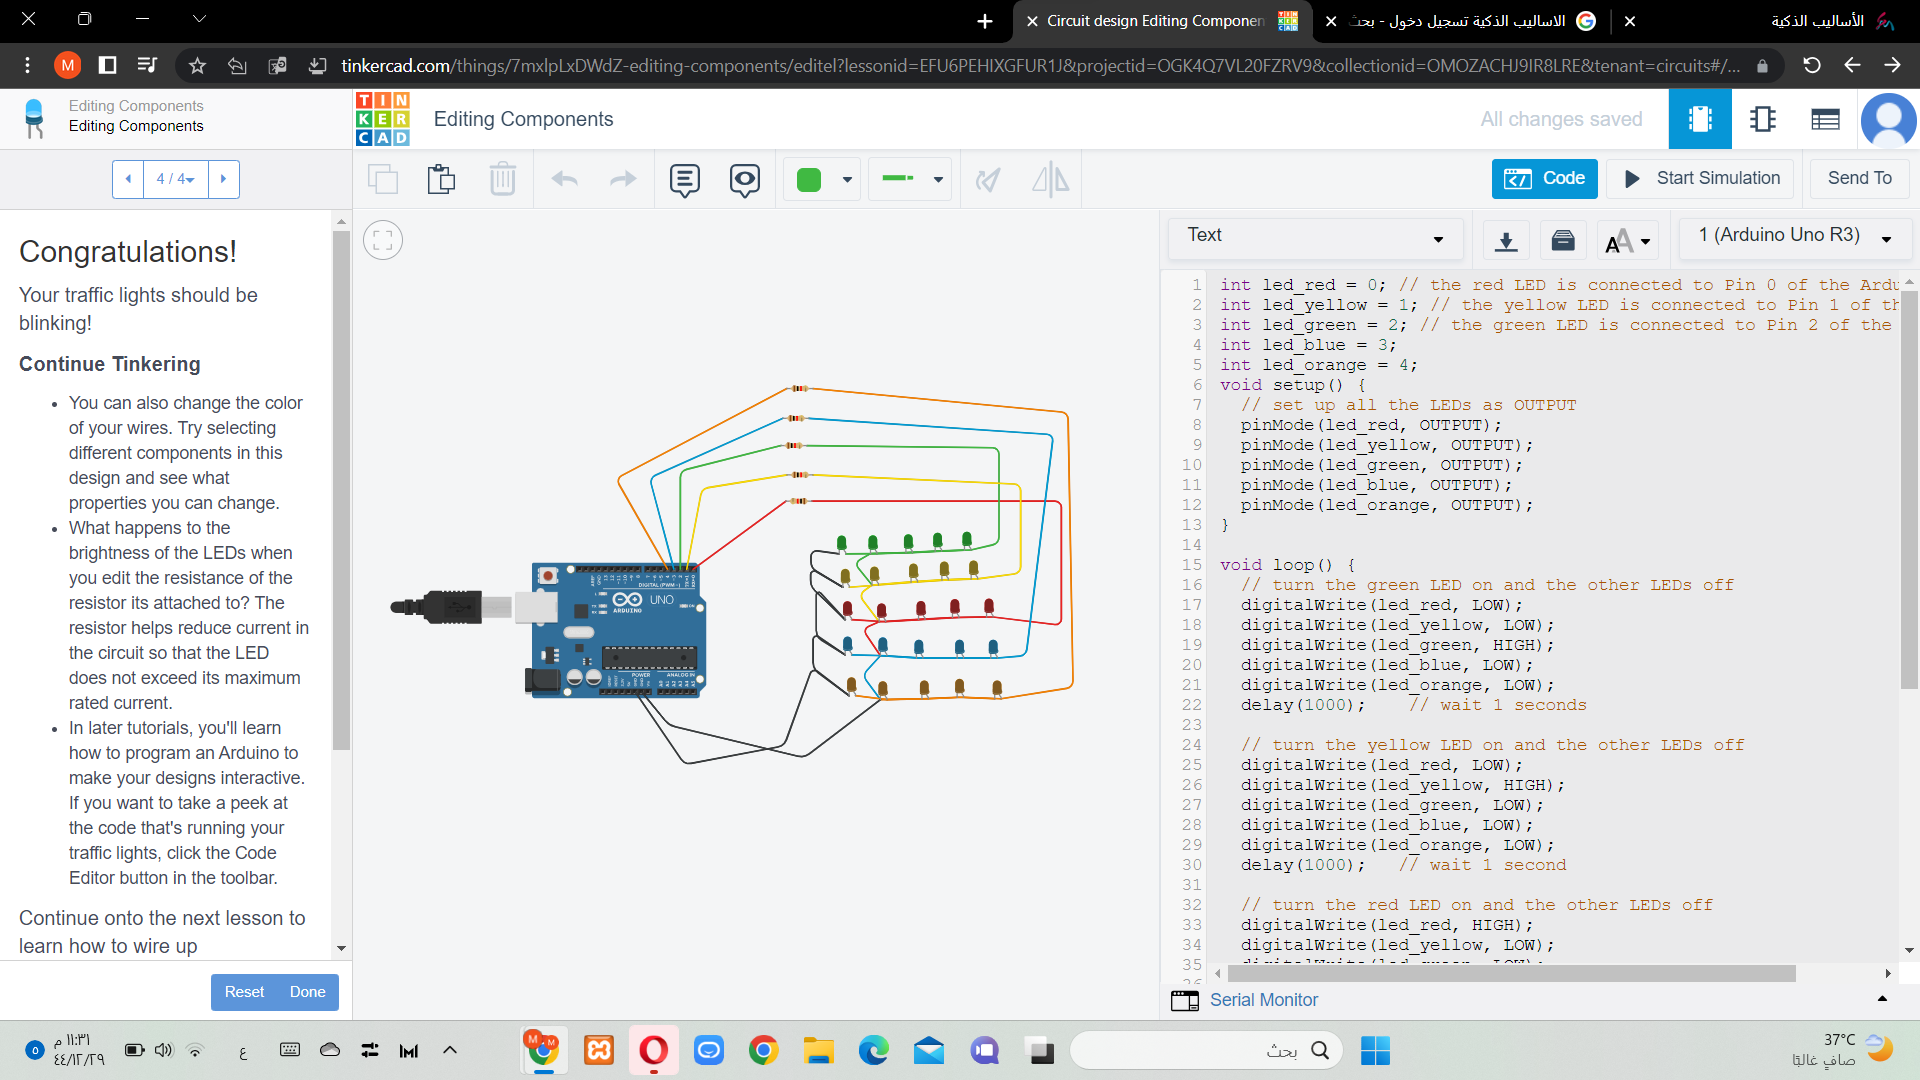 Circuit design Editing Componen
الاساليب الذكية تسجيل دخول - بحث
الأساليب الذكية
M
tinkercad.com/things/7mxlpLxDWdZ-editing-components/editel?lessonid=EFU6PEHIXGFUR1J&projectid=OGK4Q7VL20FZRV9&collectionid=OMOZACHJ9IR8LRE&tenant=circuits#/...
Editing Components
Editing Components
TIN
KER
CAD
Editing Components
All changes saved
4 / 4
Code
Start Simulation
Send To
Congratulations!
Your traffic lights should be
blinking!
Continue Tinkering
• You can also change the color
of your wires. Try selecting
different components in this
design and see what
properties you can change.
• What happens to the
brightness of the LEDs when
you edit the resistance of the
resistor its attached to? The
resistor helps reduce current in
the circuit so that the LED
does not exceed its maximum
rated current.
• In later tutorials, you'll learn
how to program an Arduino to
make your designs interactive.
If you want to take a peek at
the code that's running your
traffic lights, click the Code
Editor button in the toolbar.
Continue onto the next lesson to
learn how to wire up
Reset
Done
DIGITAL (PWM ~)
UNO
ARDUINO
POWER
ANALOG IN
Text
1 (Arduino Uno R3)
1 int led_red = 0; // the red LED is connected to Pin 0 of the Ardu
2 int led_yellow = 1; // the yellow LED is connected to Pin 1 of th
3 int led_green = 2; // the green LED is connected to Pin 2 of the
4 int led_blue = 3;
5 int led_orange = 4;
6 void setup() {
7 // set up all the LEDs as OUTPUT
8 pinMode(led_red, OUTPUT);
9 pinMode(led_yellow, OUTPUT);
10 pinMode(led_green, OUTPUT);
11 pinMode(led_blue, OUTPUT);
12 pinMode(led_orange, OUTPUT);
13 }
14
15 void loop() {
16 // turn the green LED on and the other LEDs off
17 digitalWrite(led_red, LOW);
18 digitalWrite(led_yellow, LOW);
19 digitalWrite(led_green, HIGH);
20 digitalWrite(led_blue, LOW);
21 digitalWrite(led_orange, LOW);
22 delay(1000); // wait 1 seconds
23
24 // turn the yellow LED on and the other LEDs off
25 digitalWrite(led_red, LOW);
26 digitalWrite(led_yellow, HIGH);
27 digitalWrite(led_green, LOW);
28 digitalWrite(led_blue, LOW);
29 digitalWrite(led_orange, LOW);
30 delay(1000); // wait 1 second
31
32 // turn the red LED on and the other LEDs off
33 digitalWrite(led_red, HIGH);
34 digitalWrite(led_yellow, LOW);
35
Serial Monitor
١١:٣١ م
٤٤/١٢/٢٩
٥
ع
بحث
37°C
صافٍ غالبًا